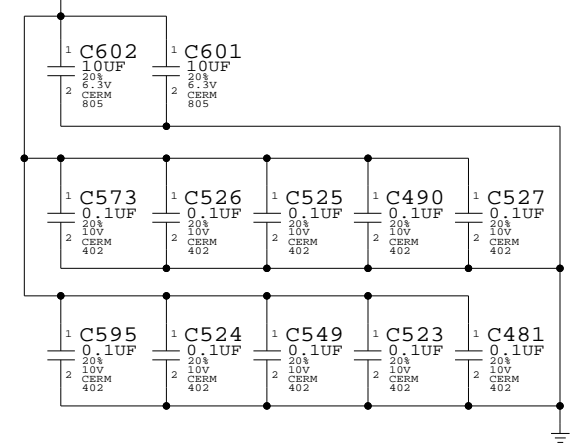 1 C602
10UF
20%
6.3V
2 CERM
805
1 C601
10UF
20%
6.3V
2 CERM
805
1 C573
0.1UF
20%
10V
2 CERM
402
1 C526
0.1UF
20%
10V
2 CERM
402
1 C525
0.1UF
20%
10V
2 CERM
402
1 C490
0.1UF
20%
10V
2 CERM
402
1 C527
0.1UF
20%
10V
2 CERM
402
1 C595
0.1UF
20%
10V
2 CERM
402
1 C524
0.1UF
20%
10V
2 CERM
402
1 C549
0.1UF
20%
10V
2 CERM
402
1 C523
0.1UF
20%
10V
2 CERM
402
1 C481
0.1UF
20%
10V
2 CERM
402